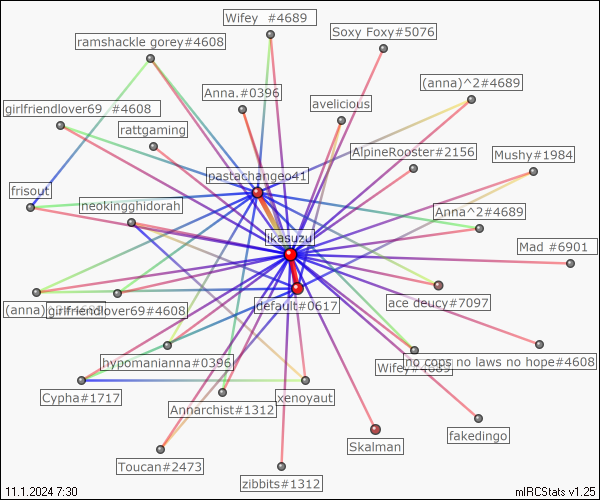 Wifey #4689
Soxy Foxy#5076
ramshackle gorey#4608
(anna)^2#4689
Anna.#0396
avelicious
girlfriendlover69 #4608
rattgaming
AlpineRooster#2156
Mushy#1984
pastachangeo41
frisout
neokingghidorah
Anna^2#4689
ikasuzu
Mad #6901
(anna)
girlfriendlover69#4608
default#0617
ace deucy#7097
hypomanianna#0396
Wifey^#4689
no cops no laws no hope#4608
Cypha#1717
Annarchist#1312
xenoyaut
fakedingo
Skalman
Toucan#2473
zibbits#1312
11.1.2024 7:30
mIRCStats v1.25